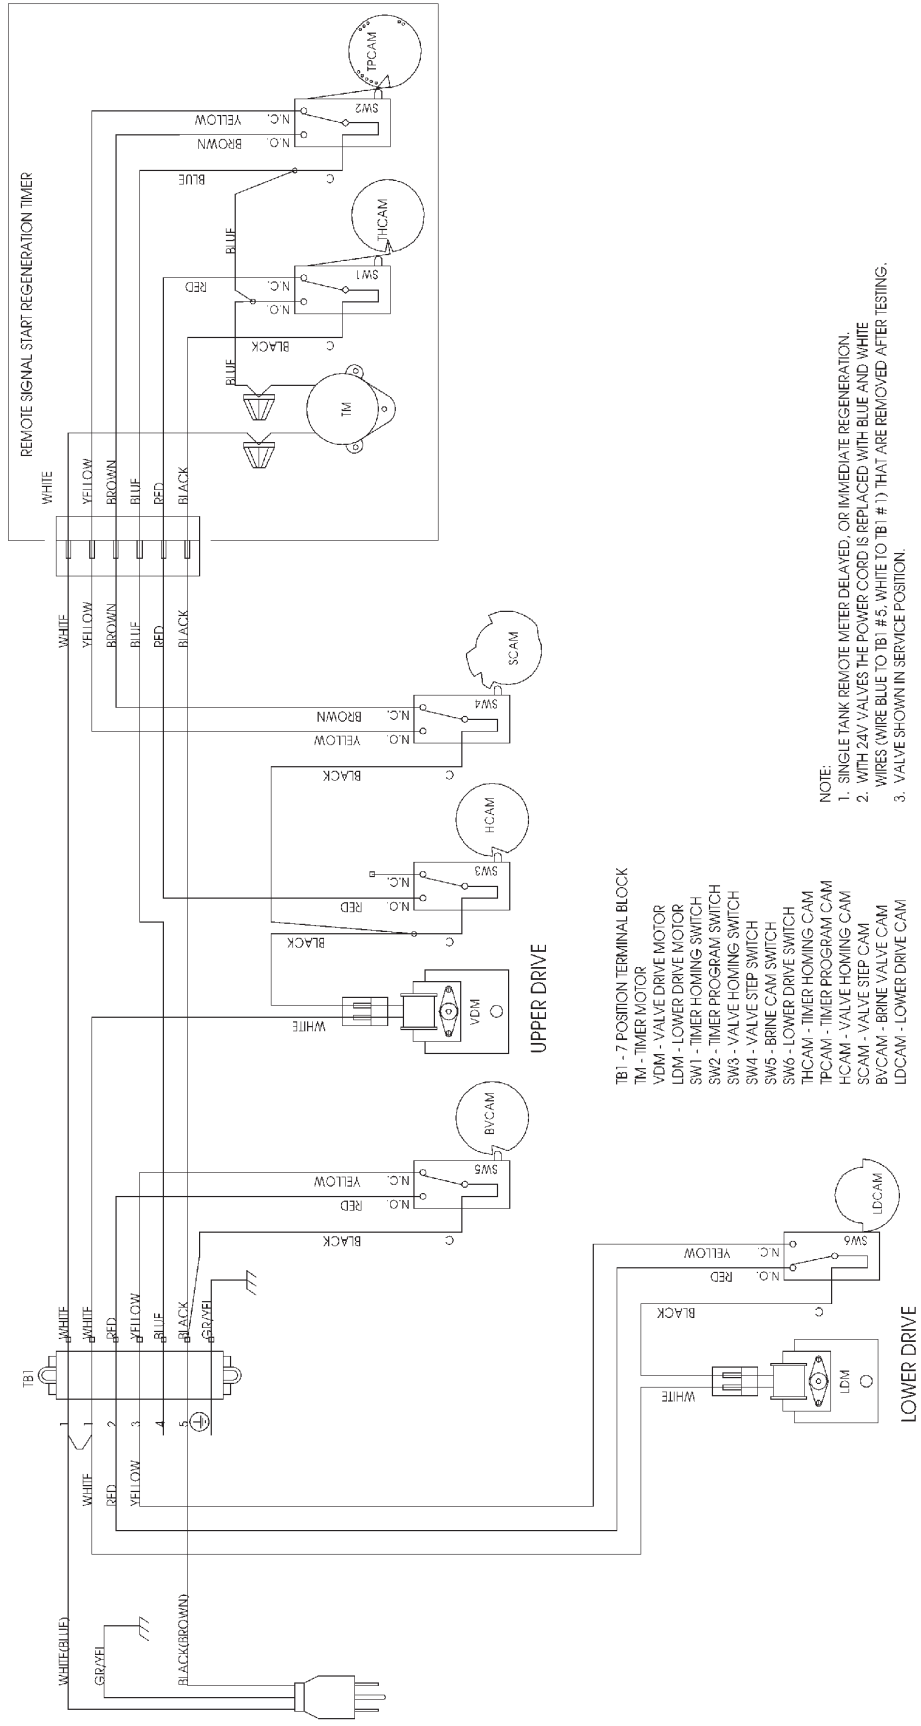 REMOTE SIGNAL START REGENERATION TIMER
TPCAM
SW2
N.C.
YELLOW
N.O.
BROWN
BLUE
C
THCAM
SW1
BLUE
N.C.
RED
N.O.
BLACK
C
BLUE
TM
WHITE
YELLOW
BROWN
BLUE
RED
BLACK
WHITE
YELLOW
BROWN
BLUE
RED
BLACK
SCAM
SW4
N.C.
BROWN
N.O.
YELLOW
BLACK
C
HCAM
SW3
N.C.
N.O.
RED
BLACK
C
WHITE
VDM
UPPER DRIVE
BVCAM
SW5
N.C.
YELLOW
N.O.
RED
BLACK
C
TB1
WHITE
WHITE
RED
YELLOW
BLUE
BLACK
GR/YEL
1
1
2
3
4
5
WHITE
RED
YELLOW
WHITE(BLUE)
GR/YEL
BLACK(BROWN)
LDCAM
SW6
N.C.
YELLOW
N.O.
RED
BLACK
C
WHITE
LDM
LOWER DRIVE
TB1 - 7 POSITION TERMINAL BLOCK
TM - TIMER MOTOR
VDM - VALVE DRIVE MOTOR
LDM - LOWER DRIVE MOTOR
SW1 - TIMER HOMING SWITCH
SW2 - TIMER PROGRAM SWITCH
SW3 - VALVE HOMING SWITCH
SW4 - VALVE STEP SWITCH
SW5 - BRINE CAM SWITCH
SW6 - LOWER DRIVE SWITCH
THCAM - TIMER HOMING CAM
TPCAM - TIMER PROGRAM CAM
HCAM - VALVE HOMING CAM
SCAM - VALVE STEP CAM
BVCAM - BRINE VALVE CAM
LDCAM - LOWER DRIVE CAM
NOTE:
1. SINGLE TANK REMOTE METER DELAYED, OR IMMEDIATE REGENERATION.
2. WITH 24V VALVES THE POWER CORD IS REPLACED WITH BLUE AND WHITE
WIRES (WIRE BLUE TO TB1 #5, WHITE TO TB1 #1) THAT ARE REMOVED AFTER TESTING.
3. VALVE SHOWN IN SERVICE POSITION.